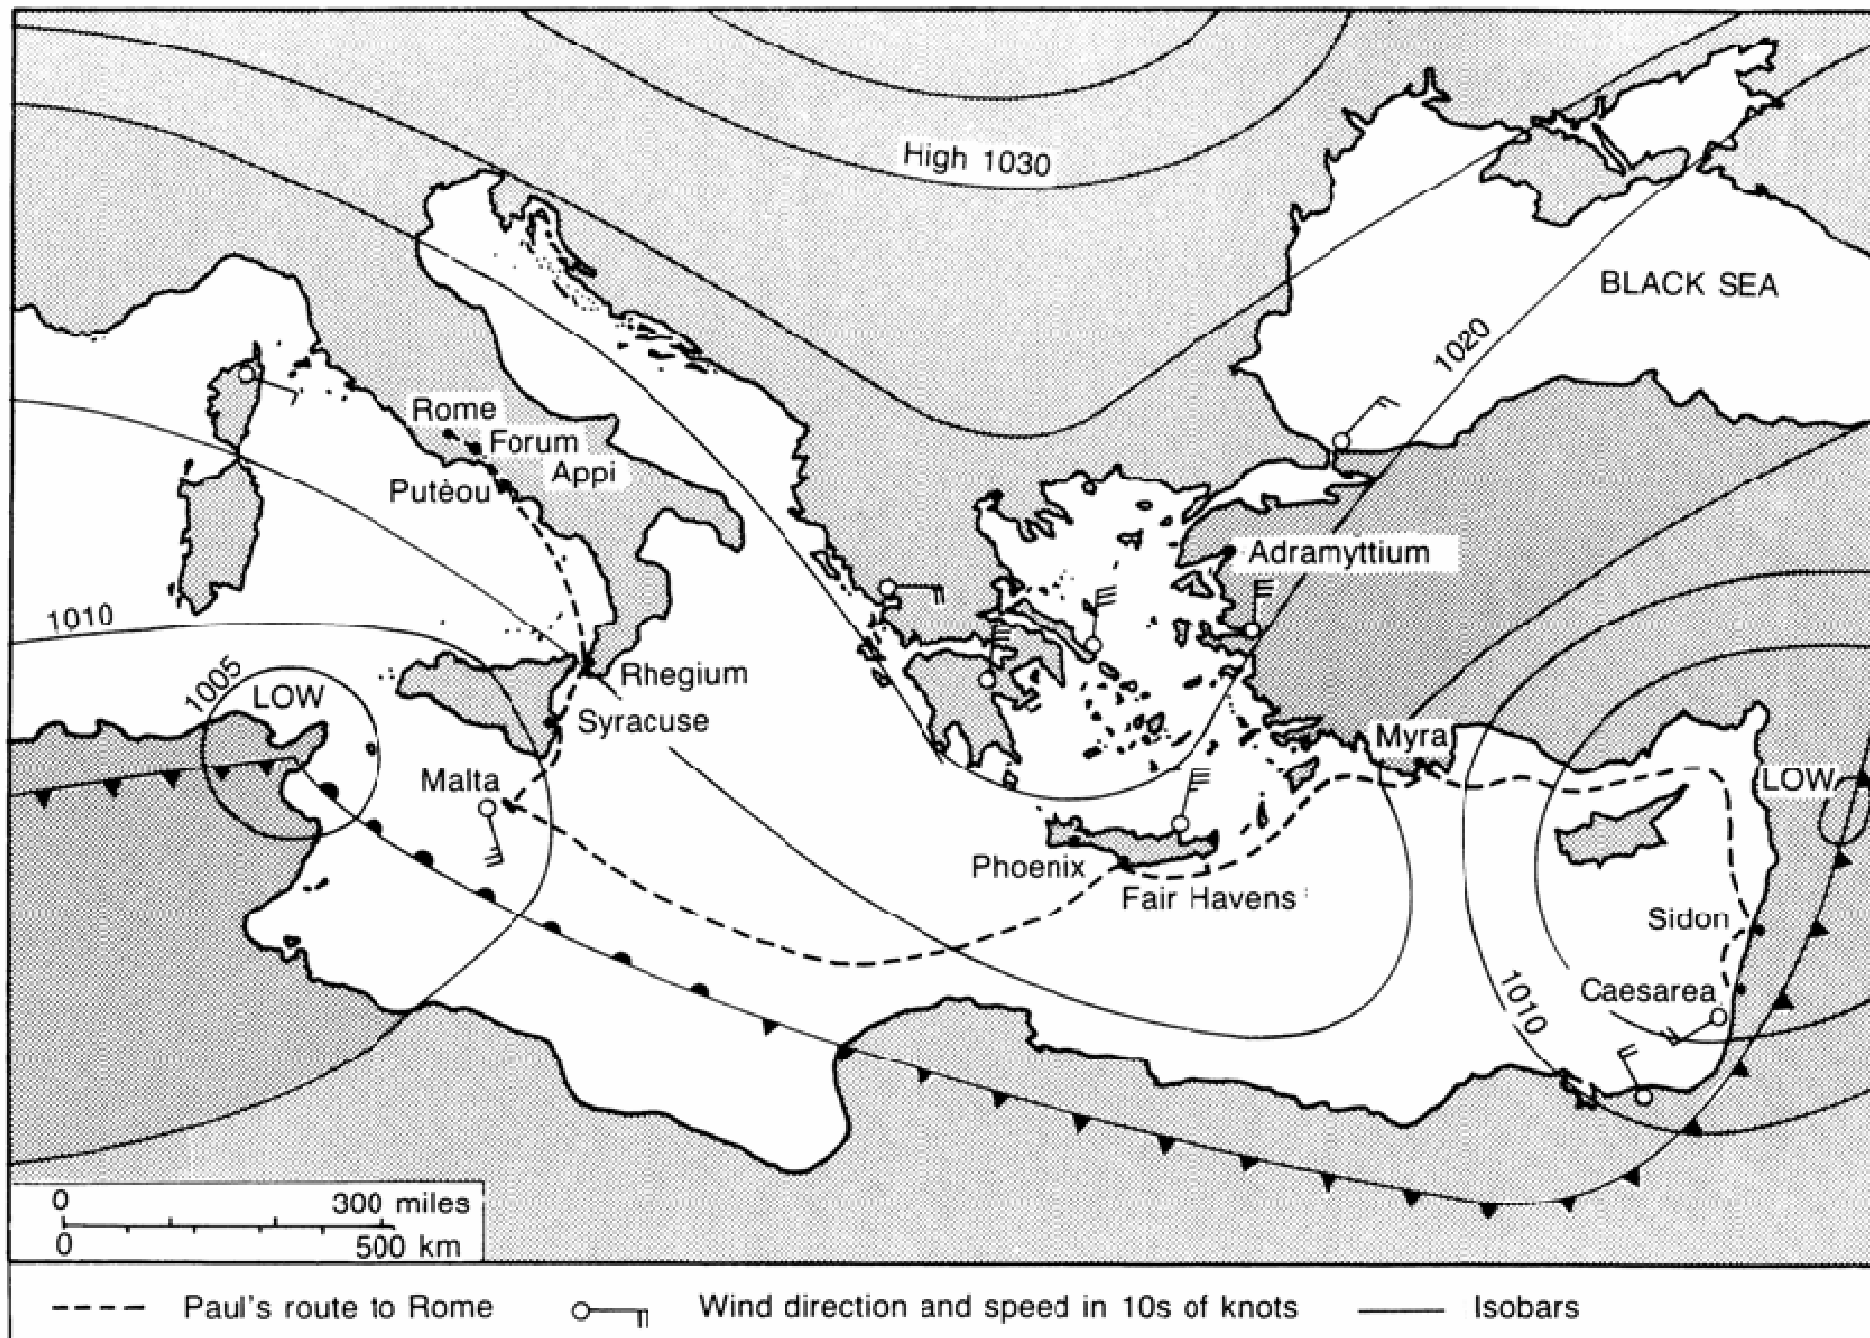 High 1030
BLACK SEA
1020
Rome
Forum
Appi
Putèou
Adramyttium
1010
1005
LOW
Rhegium
Syracuse
Myra
Malta
LOW
Phoenix
Fair Havens
Sidon
Caesarea
1010
0 300 miles
0 500 km
Paul's route to Rome
Wind direction and speed in 10s of knots
Isobars